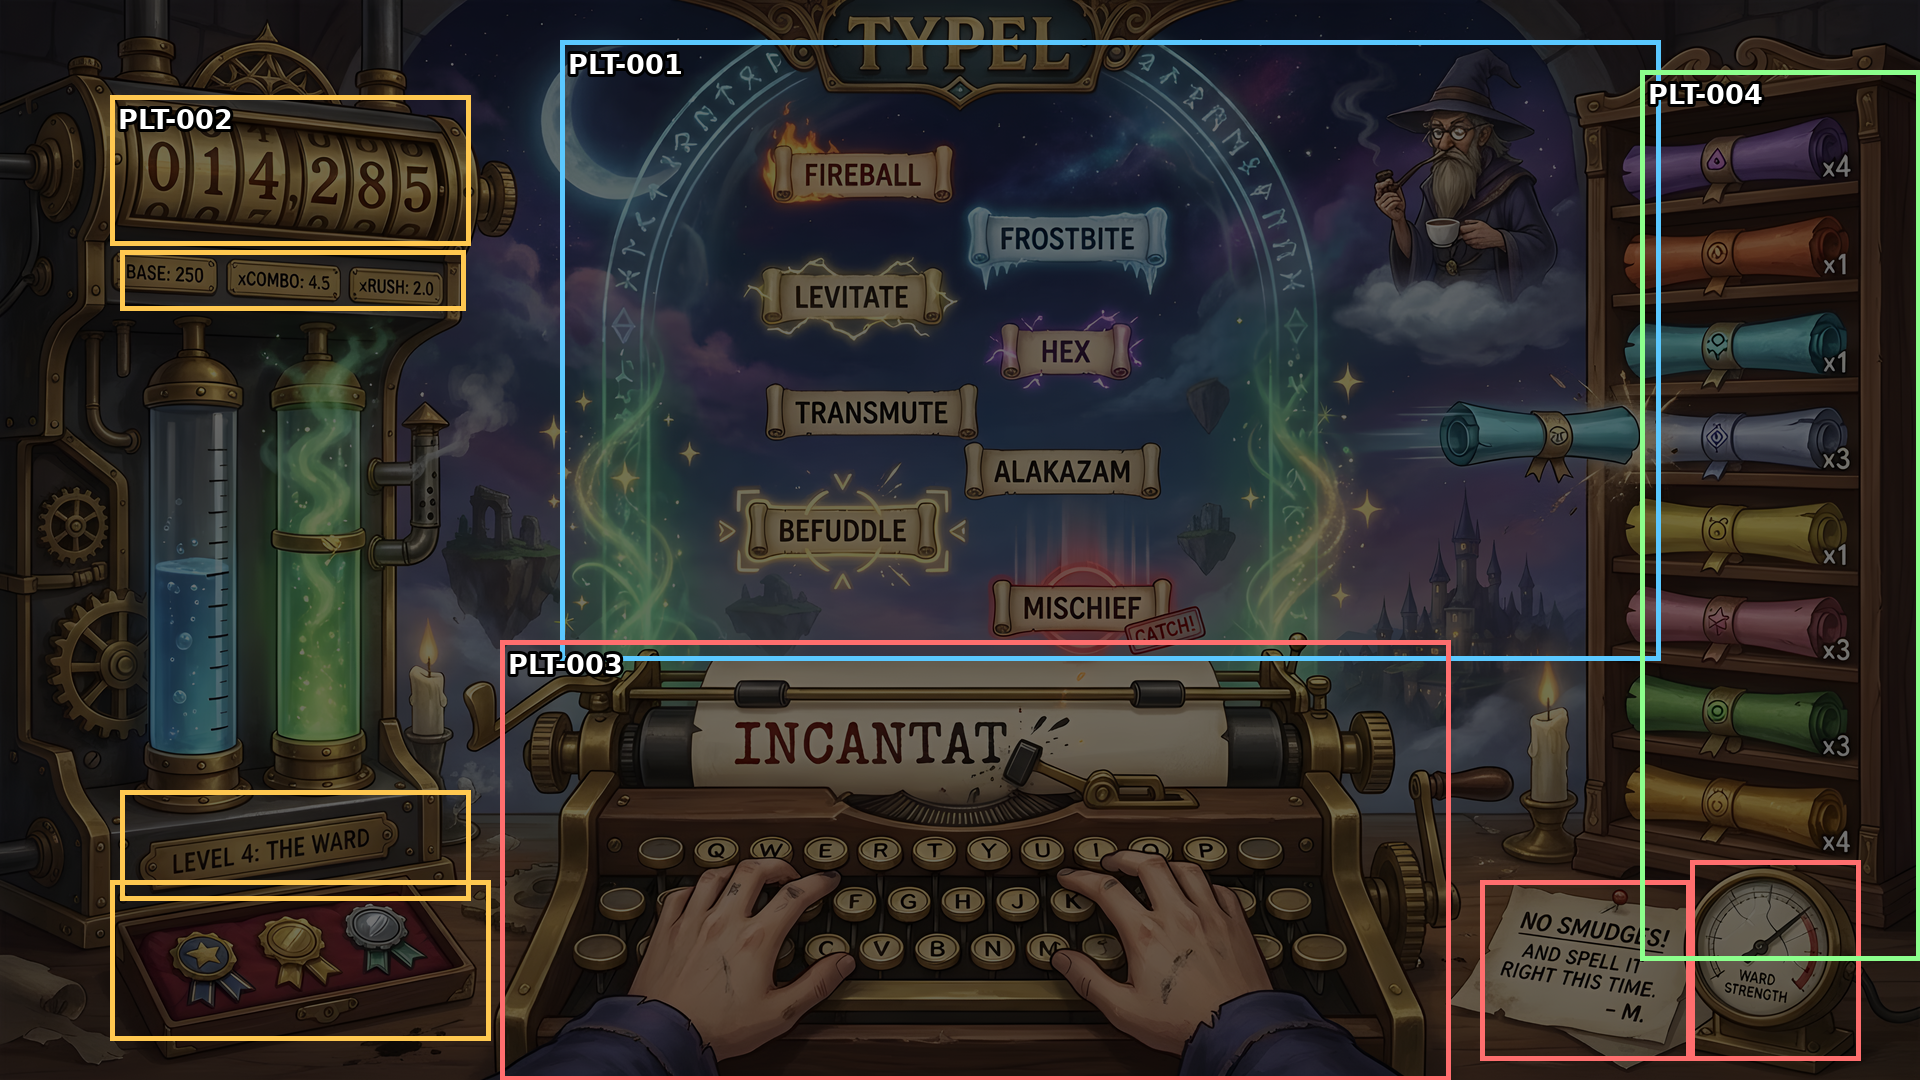 TYPEL
PLT-001
PLT-004
PLT-002
014,285
BASE: 250
xCOMBO: 4.5
xRUSH: 2.0
FIREBALL
FROSTBITE
LEVITATE
HEX
TRANSMUTE
ALAKAZAM
BEFUDDLE
MISCHIEF
CATCH!
x4
x1
x1
x3
x1
x3
x3
x4
PLT-003
INCANTAT
LEVEL 4: THE WARD
Q W E R T Y U I O P
F G H J K
C V B N M
NO SMUDGES!
AND SPELL IT
RIGHT THIS TIME.
– M.
WARD
STRENGTH